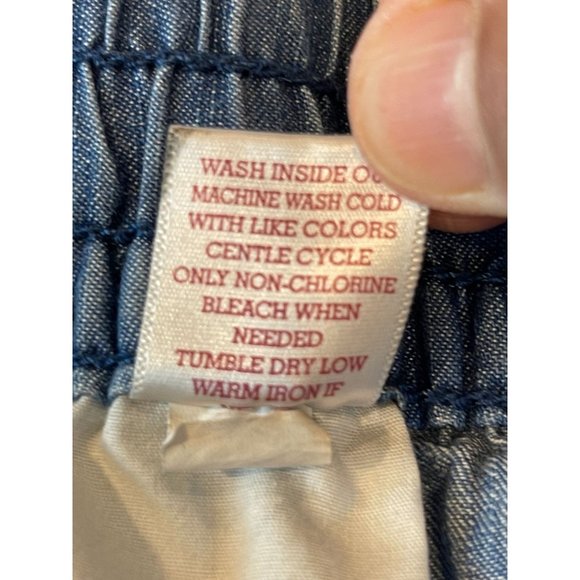 WASH INSIDE
MACHINE WASH COLD
WITH LIKE COLORS
GENTLE CYCLE
ONLY NON-CHLORINE
BLEACH WHEN
NEEDED
TUMBLE DRY LOW
WARM IRON IF